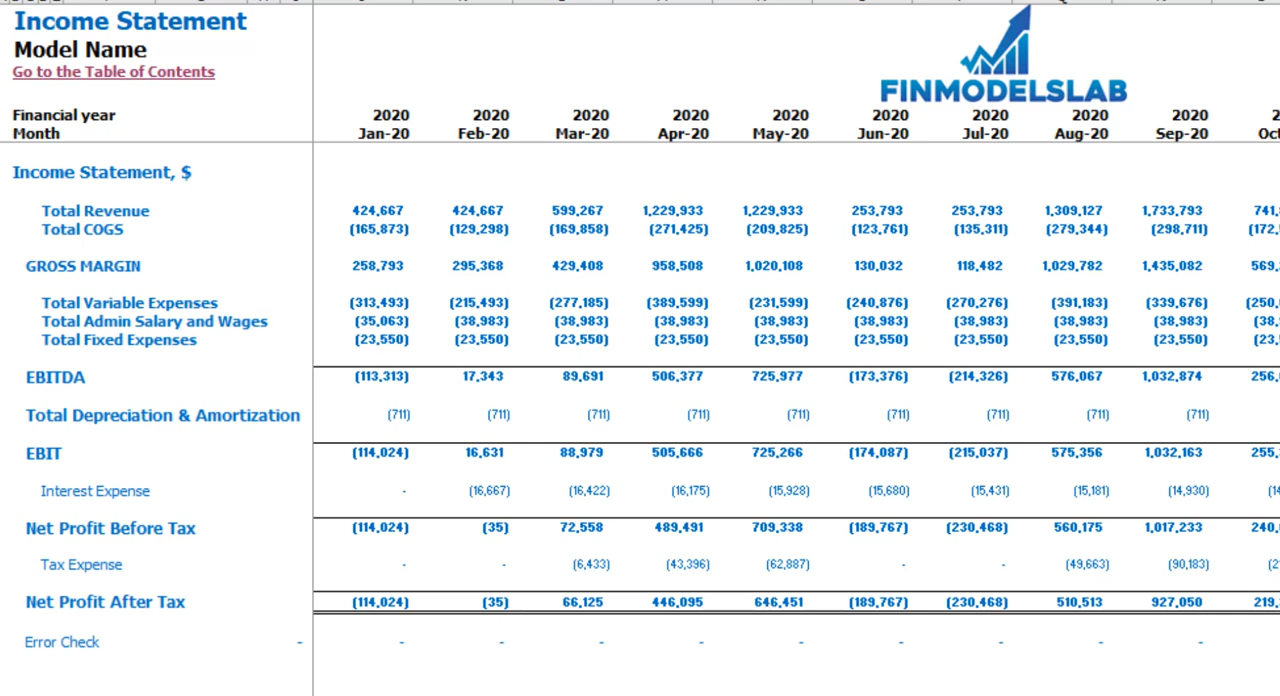 Income Statement
Model Name
Go to the Table of Contents
FINMODELSLAB
Financial year 2020 2020 2020 2020 2020 2020 2020 2020 2020
Month Jan-20 Feb-20 Mar-20 Apr-20 May-20 Jun-20 Jul-20 Aug-20 Sep-20
Income Statement, $
Total Revenue 424,667 424,667 599,267 1,229,933 1,229,933 253,793 253,793 1,309,127 1,733,793
Total COGS (165,873) (129,298) (169,858) (271,425) (209,825) (123,761) (135,311) (279,344) (298,711)
GROSS MARGIN 258,793 295,368 429,408 958,508 1,020,108 130,032 118,482 1,029,782 1,435,082
Total Variable Expenses (313,493) (215,493) (277,185) (389,599) (231,599) (240,876) (270,276) (391,183) (339,676)
Total Admin Salary and Wages (35,063) (38,983) (38,983) (38,983) (38,983) (38,983) (38,983) (38,983) (38,983)
Total Fixed Expenses (23,550) (23,550) (23,550) (23,550) (23,550) (23,550) (23,550) (23,550) (23,550)
EBITDA (113,313) 17,343 89,691 506,377 725,977 (173,376) (214,326) 576,067 1,032,874
Total Depreciation & Amortization (711) (711) (711) (711) (711) (711) (711) (711) (711)
EBIT (114,024) 16,631 88,979 505,666 725,266 (174,087) (215,037) 575,356 1,032,163
Interest Expense - (16,667) (16,422) (16,175) (15,928) (15,680) (15,431) (15,181) (14,930)
Net Profit Before Tax (114,024) (35) 72,558 489,491 709,338 (189,767) (230,468) 560,175 1,017,233
Tax Expense - - (6,433) (43,396) (62,887) - - (49,663) (90,183)
Net Profit After Tax (114,024) (35) 66,125 446,095 646,451 (189,767) (230,468) 510,513 927,050
Error Check - - - - - - - - - -